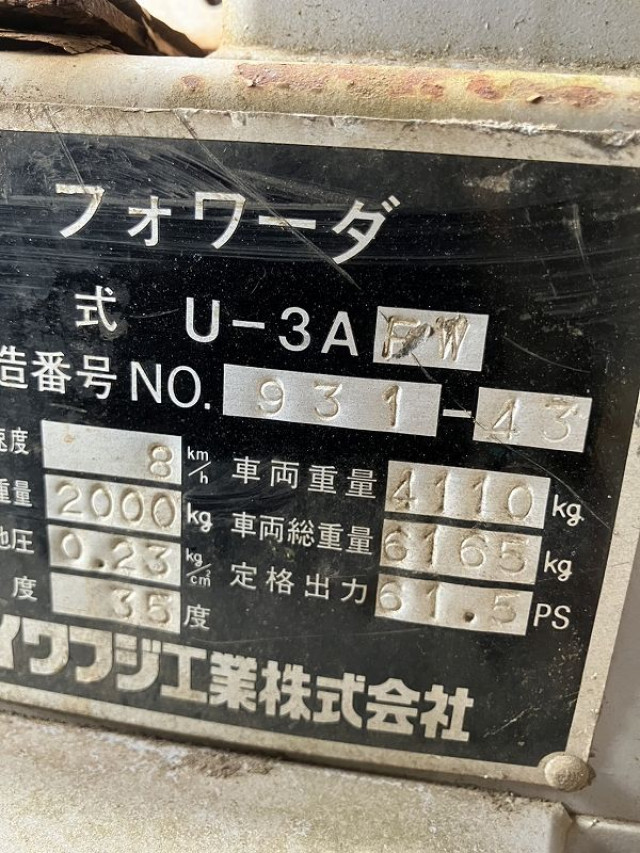 フォワーダ
式 U-3A FW
造番号 NO. 931-43
速度 8 km/h 車両重量 4110 kg
重量 2000 kg 車両総重量 6165 kg
地圧 0.23 kg/cm 定格出力 61.5 PS
度 35 度
イワフジ工業株式会社